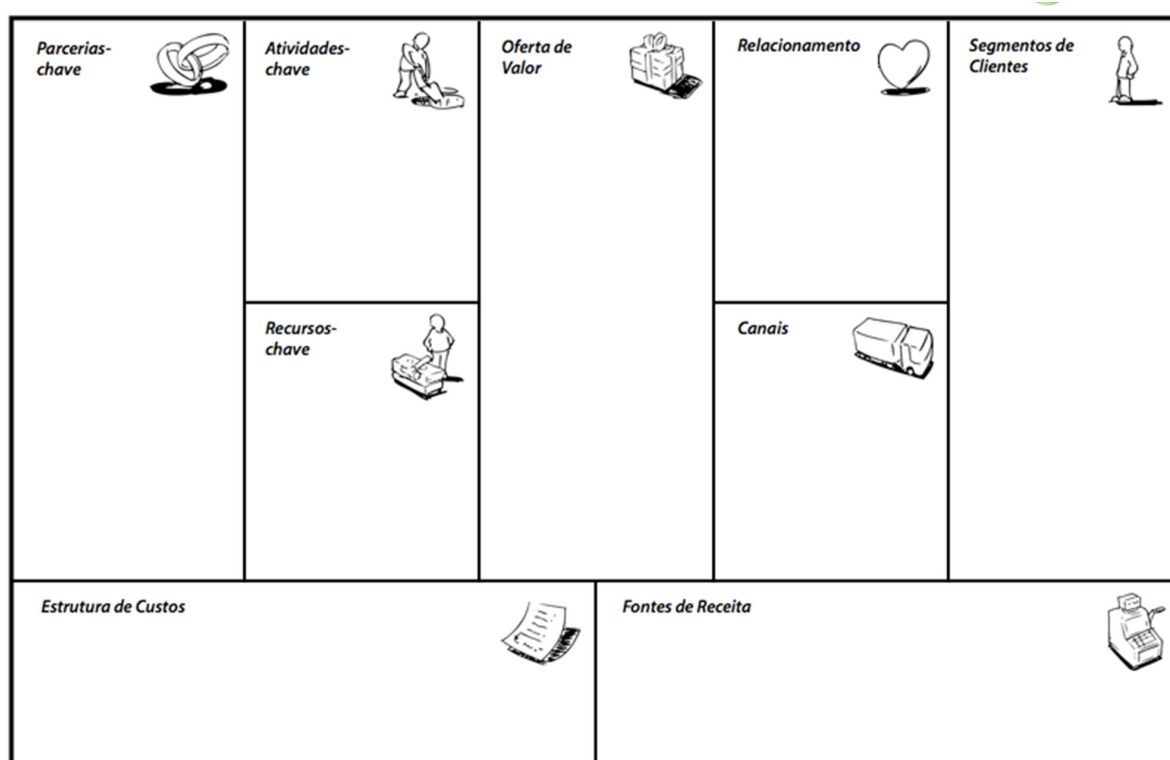 Parcerias-
chave
Atividades-
chave
Oferta de
Valor
Relacionamento
Segmentos de
Clientes
Recursos-
chave
Canais
Estrutura de Custos
Fontes de Receita